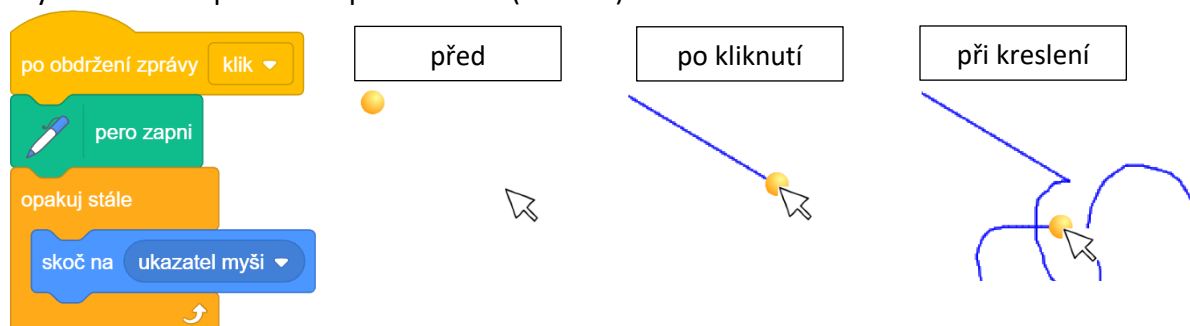 po obdržení zprávy klik
pero zapni
opakuj stále
skoč na ukazatel myši
před
po kliknutí
při kreslení